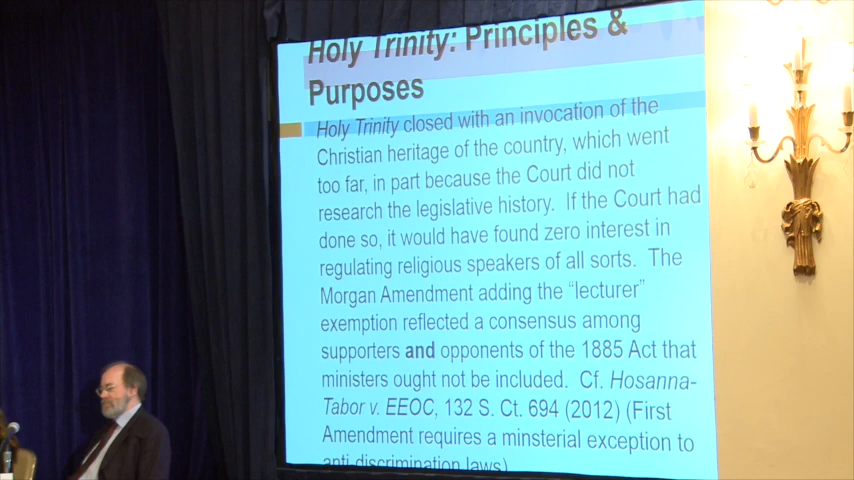 Holy Trinity: Principles &
Purposes
Holy Trinity closed with an invocation of the
Christian heritage of the country, which went
too far, in part because the Court did not
research the legislative history. If the Court had
done so, it would have found zero interest in
regulating religious speakers of all sorts. The
Morgan Amendment adding the “lecturer”
exemption reflected a consensus among
supporters and opponents of the 1885 Act that
ministers ought not be included. Cf. Hosanna-
Tabor v. EEOC, 132 S. Ct. 694 (2012) (First
Amendment requires a minsterial exception to
anti-discrimination laws)